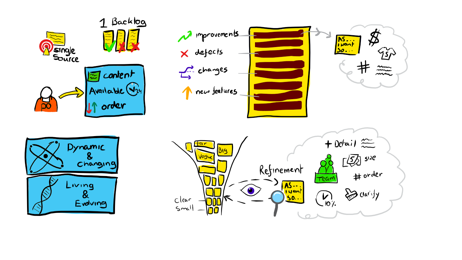 1 Backlog
Single
Source
content
Available
order
improvements
defects
changes
new features
AS...
I want
So...
$
#
Dynamic
&
Changing
Living
&
Evolving
Big
Clear
Small
Refinement
AS...
I want
So...
+ Detail
size
TEAM
# order
10%
clarify